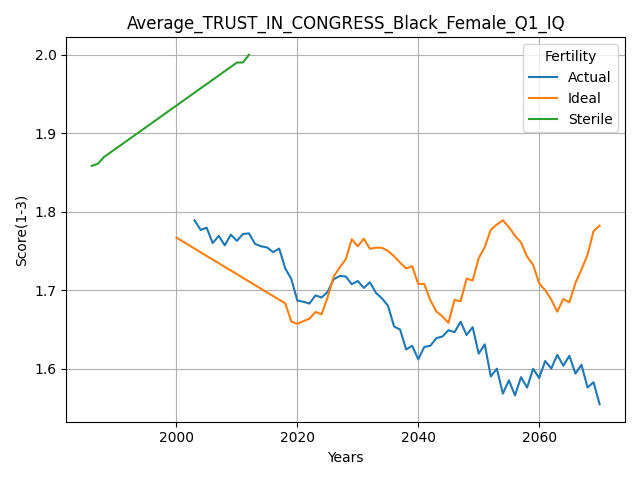 Average_TRUST_IN_CONGRESS_Black_Female_Q1_IQ
Fertility
Actual
Ideal
Sterile
Score(1-3)
2.0
1.9
1.8
1.7
1.6
2000 2020 2040 2060
Years